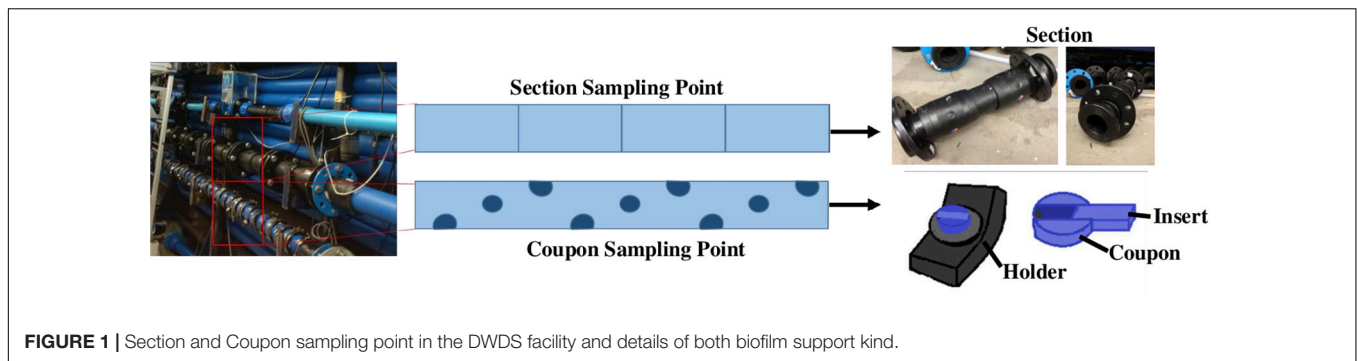 Section
Section Sampling Point
Insert
Coupon
Holder
Coupon Sampling Point
FIGURE 1 | Section and Coupon sampling point in the DWDS facility and details of both biofilm support kind.